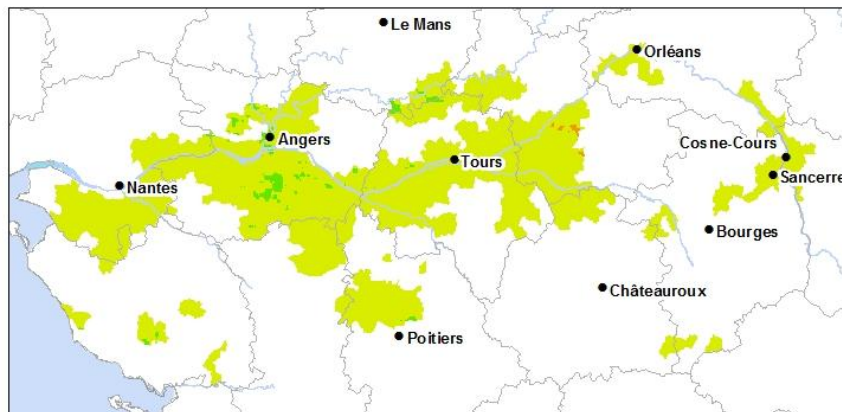 Le Mans
Orléans
Angers
Cosne-Cours
Tours
Sancerre
Nantes
Bourges
Châteauroux
Poitiers